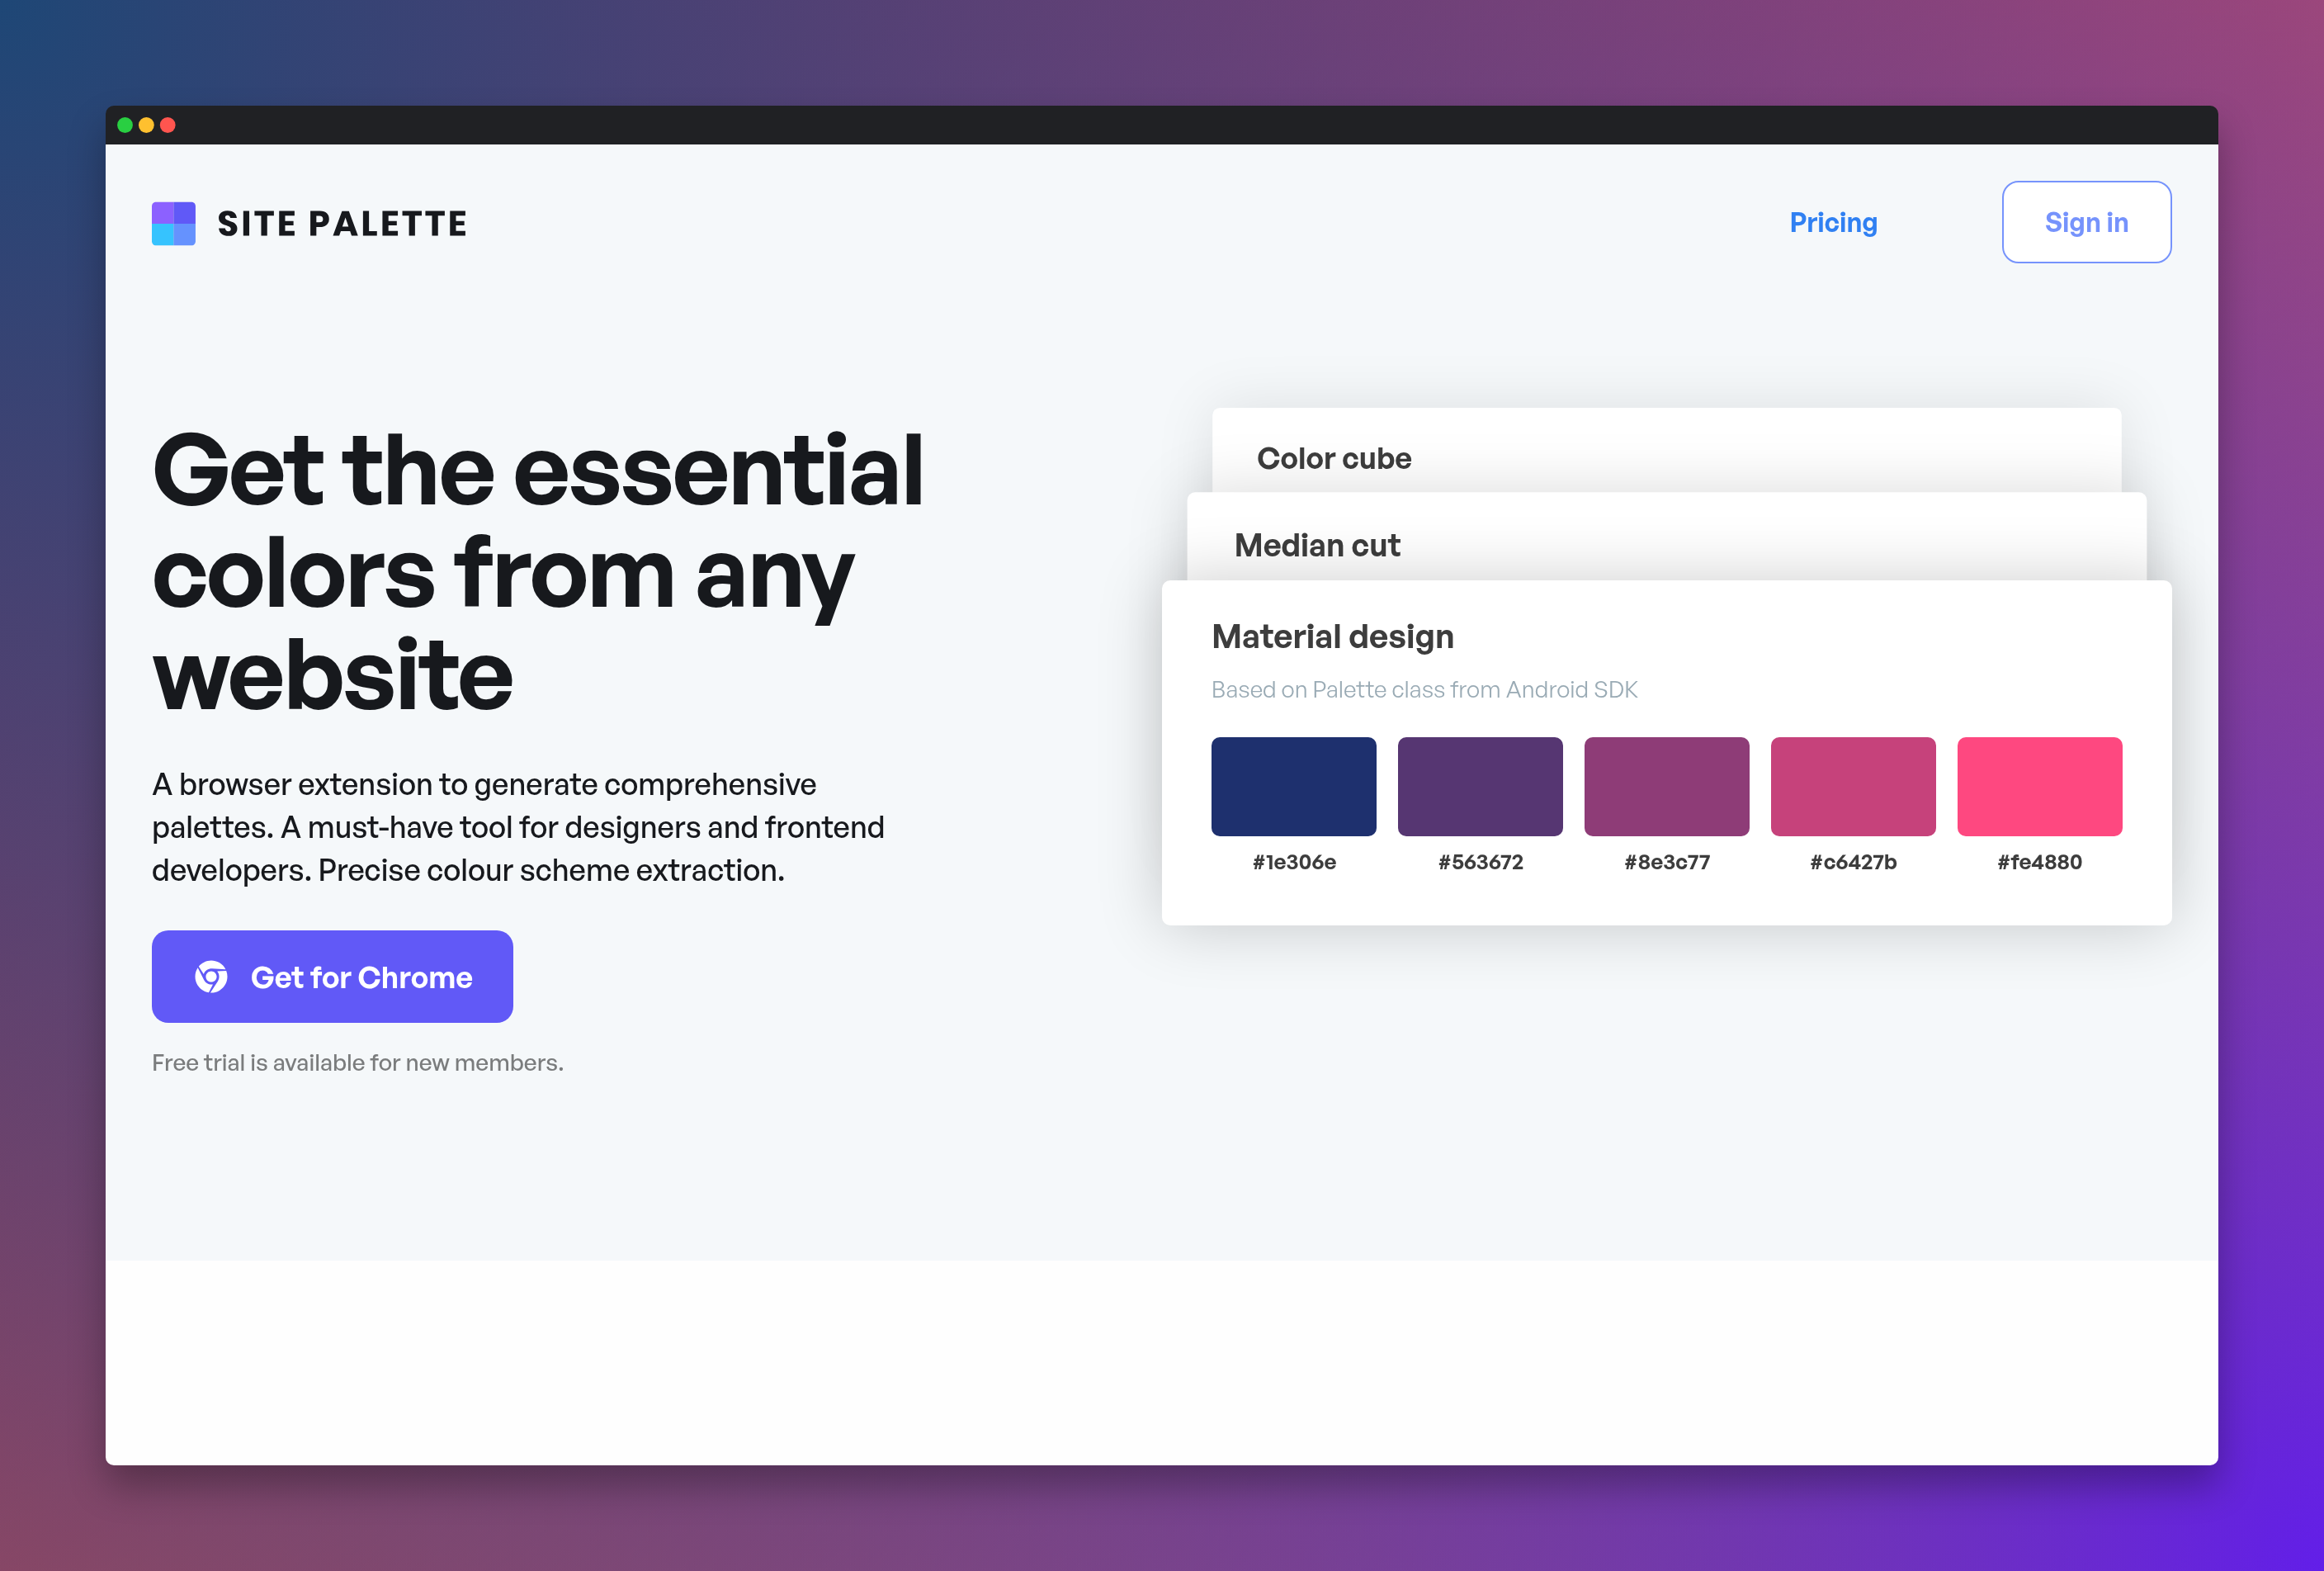 SITE PALETTE
Pricing
Sign in
Get the essential
colors from any
website
A browser extension to generate comprehensive
palettes. A must-have tool for designers and frontend
developers. Precise colour scheme extraction.
Get for Chrome
Free trial is available for new members.
Color cube
Median cut
Material design
Based on Palette class from Android SDK
#1e306e
#563672
#8e3c77
#c6427b
#fe4880